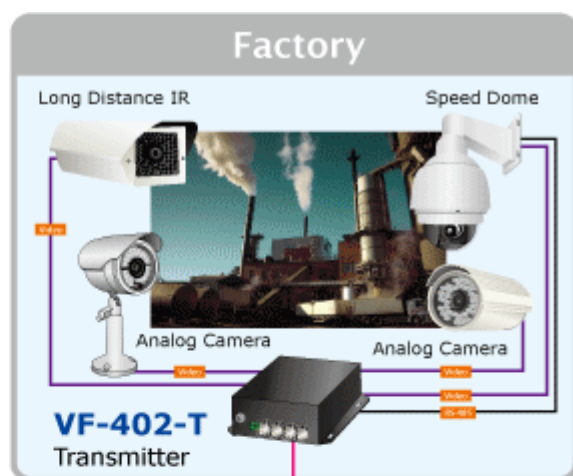 Factory
Long Distance IR
Speed Dome
Video
Analog Camera
Analog Camera
Video
Video
Video
RS-485
VF-402-T
Transmitter